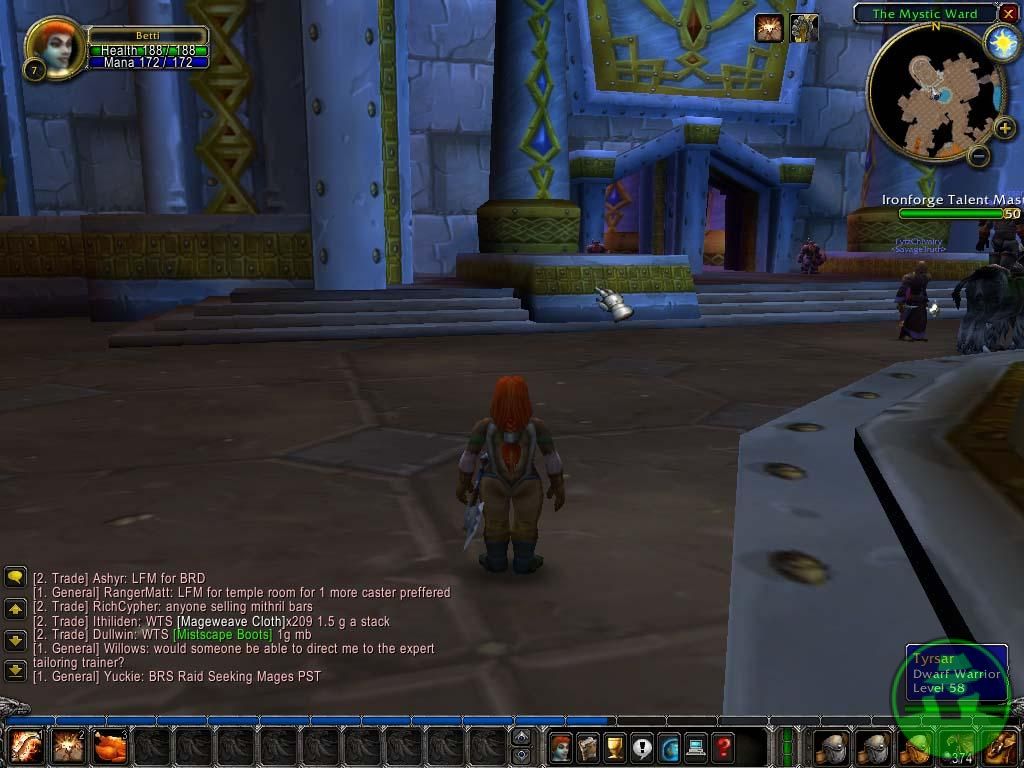 Betti
Health 188 / 188
Mana 172 / 172
7
The Mystic Ward
N
Ironforge Talent Mas
50
<SavageTruth>
[2. Trade] Ashyr: LFM for BRD
[1. General] RangerMatt: LFM for temple room for 1 more caster preffered
[2. Trade] RichCypher: anyone selling mithril bars
[2. Trade] Ithiliden: WTS [Mageweave Cloth]x209 1.5 g a stack
[2. Trade] Dullwin: WTS [Mistscape Boots] 1g mb
[1. General] Willows: would someone be able to direct me to the expert
tailoring trainer?
[1. General] Yuckie: BRS Raid Seeking Mages PST
Tyrsar
Dwarf Warrior
Level 58
2
3
374